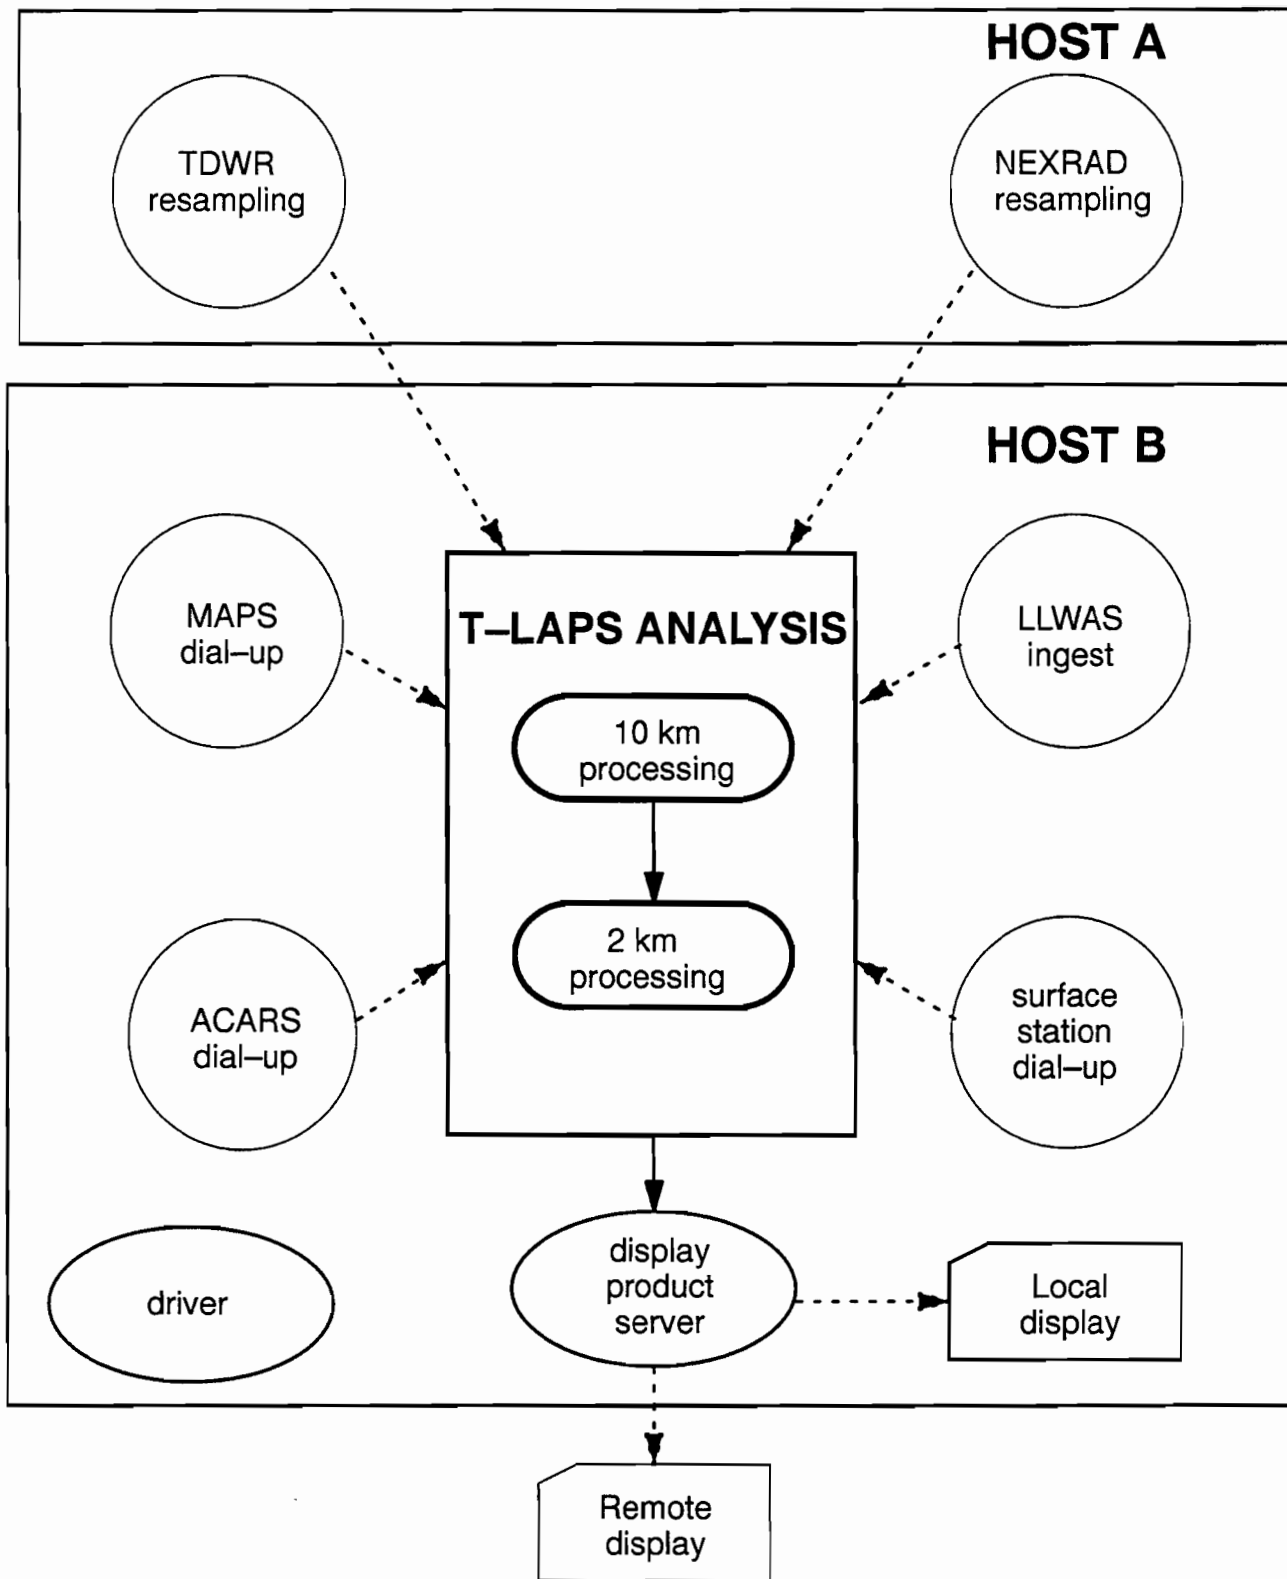 HOST A
TDWR
resampling
NEXRAD
resampling
HOST B
MAPS
dial–up
T–LAPS ANALYSIS
LLWAS
ingest
10 km
processing
2 km
processing
ACARS
dial–up
surface
station
dial–up
driver
display
product
server
Local
display
Remote
display